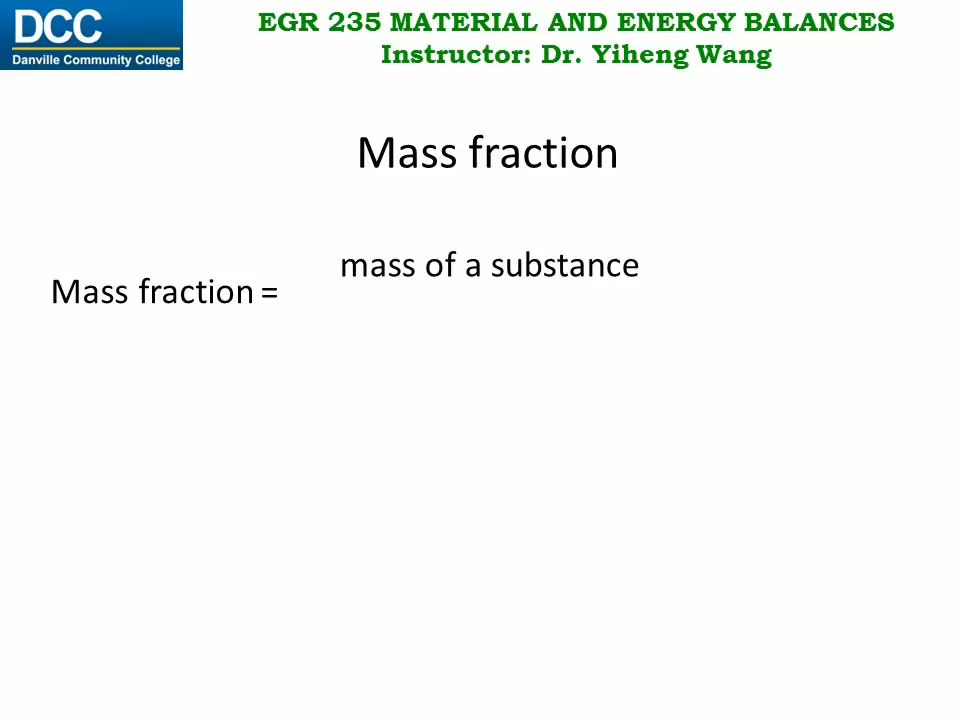 DCC
Danville Community College
EGR 235 MATERIAL AND ENERGY BALANCES
Instructor: Dr. Yiheng Wang
Mass fraction
mass of a substance
Mass fraction =